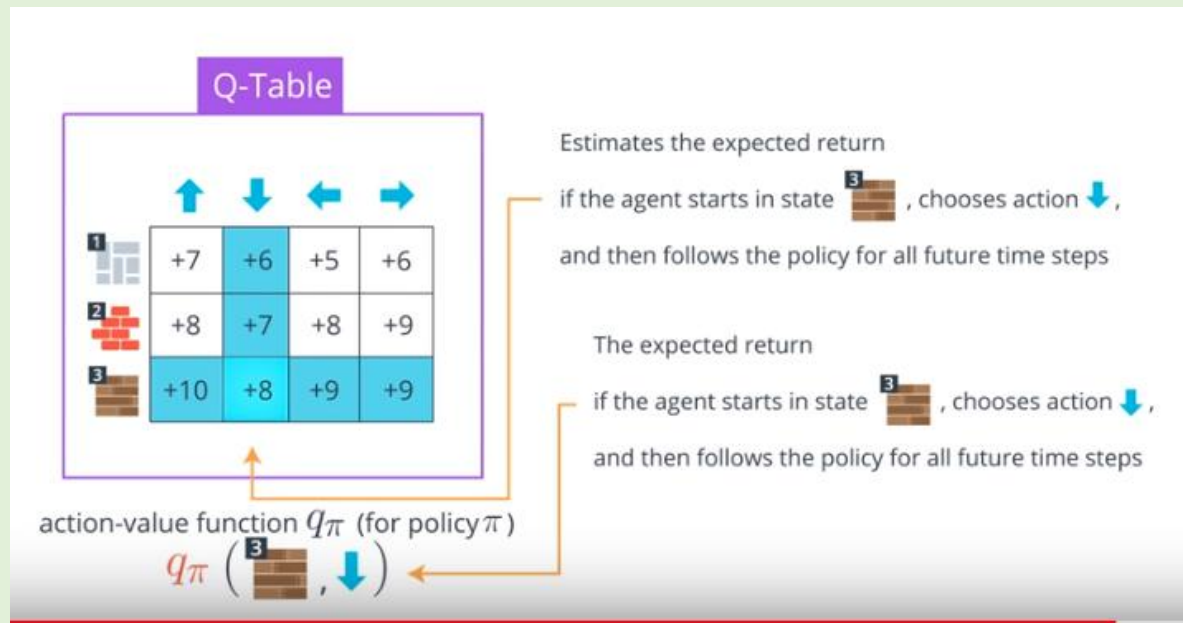 Q-Table
1 +7 +6 +5 +6
2 +8 +7 +8 +9
3 +10 +8 +9 +9
Estimates the expected return
if the agent starts in state 3 , chooses action ↓,
and then follows the policy for all future time steps
The expected return
if the agent starts in state 3 , chooses action ↓,
and then follows the policy for all future time steps
action-value function qπ (for policy π)
qπ (3 , ↓)